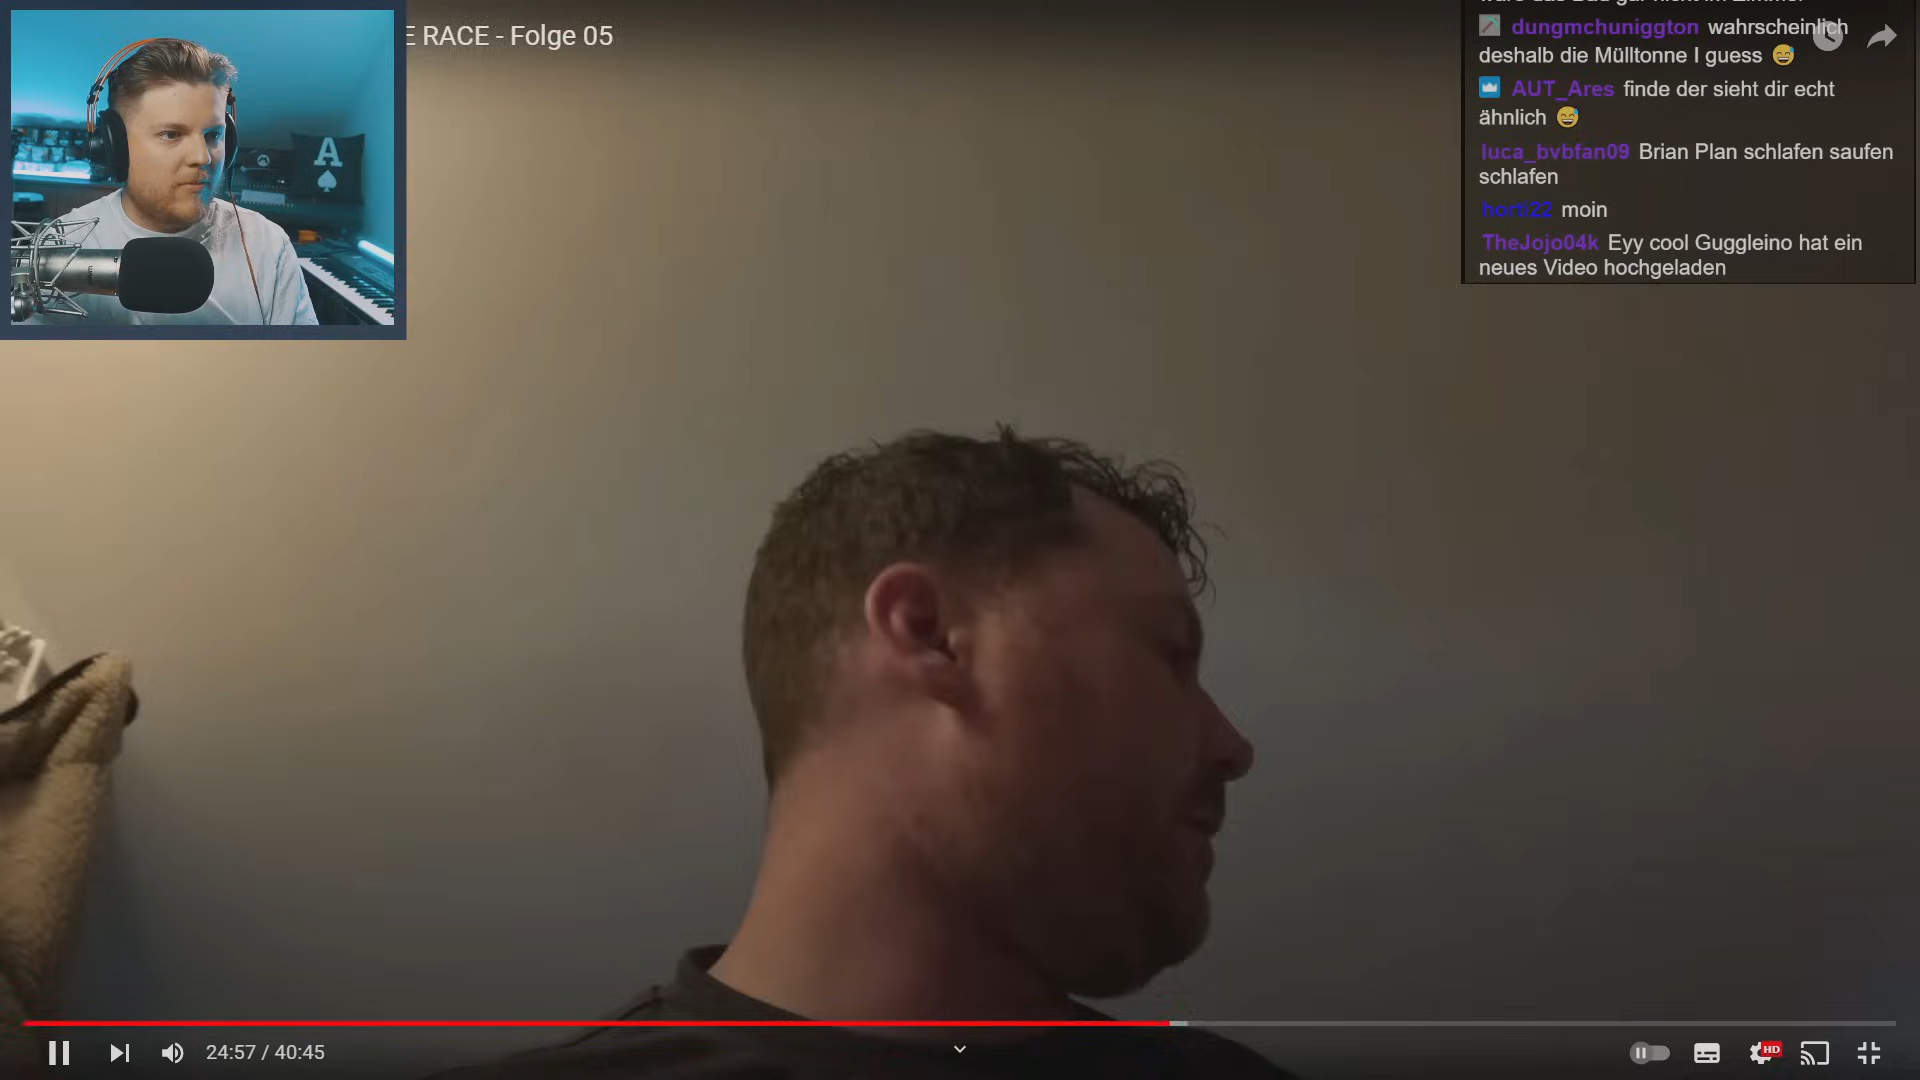 E RACE - Folge 05
dungmchuniggton wahrscheinlich
deshalb die Mülltonne I guess 😅
AUT_Ares finde der sieht dir echt
ähnlich 😅
luca_bvbfan09 Brian Plan schlafen saufen
schlafen
horti22 moin
TheJojo04k Eyy cool Guggleino hat ein
neues Video hochgeladen
A
24:57 / 40:45
HD